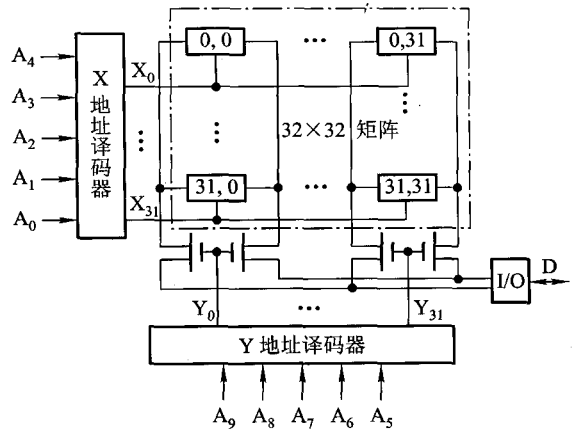 0, 0 ··· 0,31
A₄
X₀
A₃
X 地址译码器
A₂
32×32 矩阵
A₁
31, 0 ··· 31,31
X₃₁
A₀
I/O
D
Y₀ ··· Y₃₁
Y 地址译码器
A₉ A₈ A₇ A₆ A₅